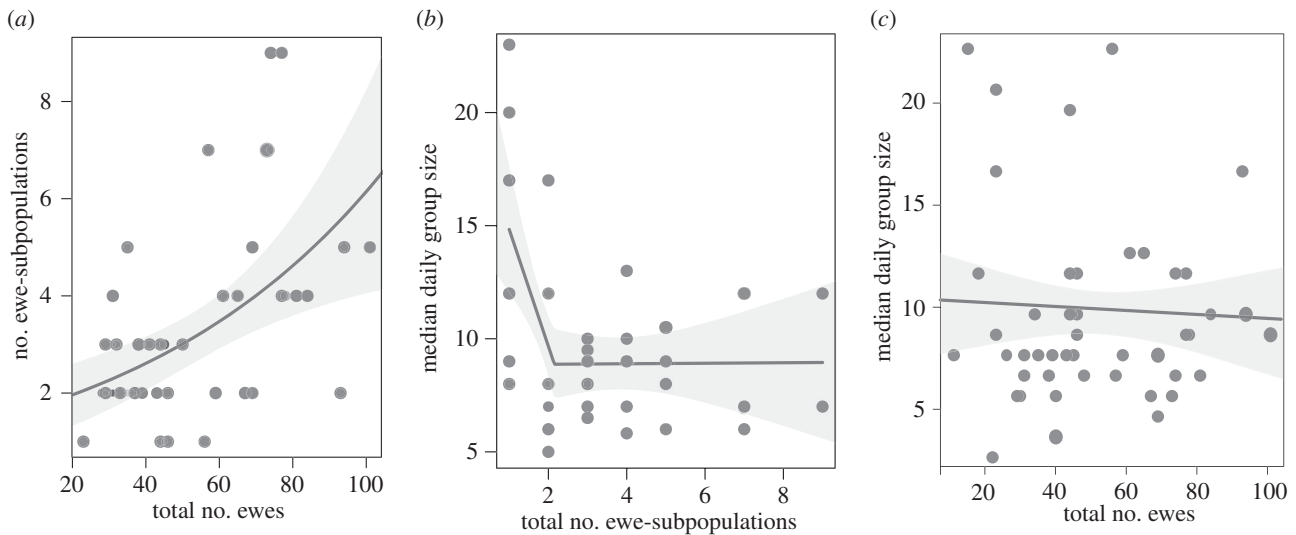 (a)
8
6
4
2
no. ewe-subpopulations
20 40 60 80 100
total no. ewes
(b)
20
15
10
5
median daily group size
2 4 6 8
total no. ewe-subpopulations
(c)
20
15
10
5
median daily group size
20 40 60 80 100
total no. ewes